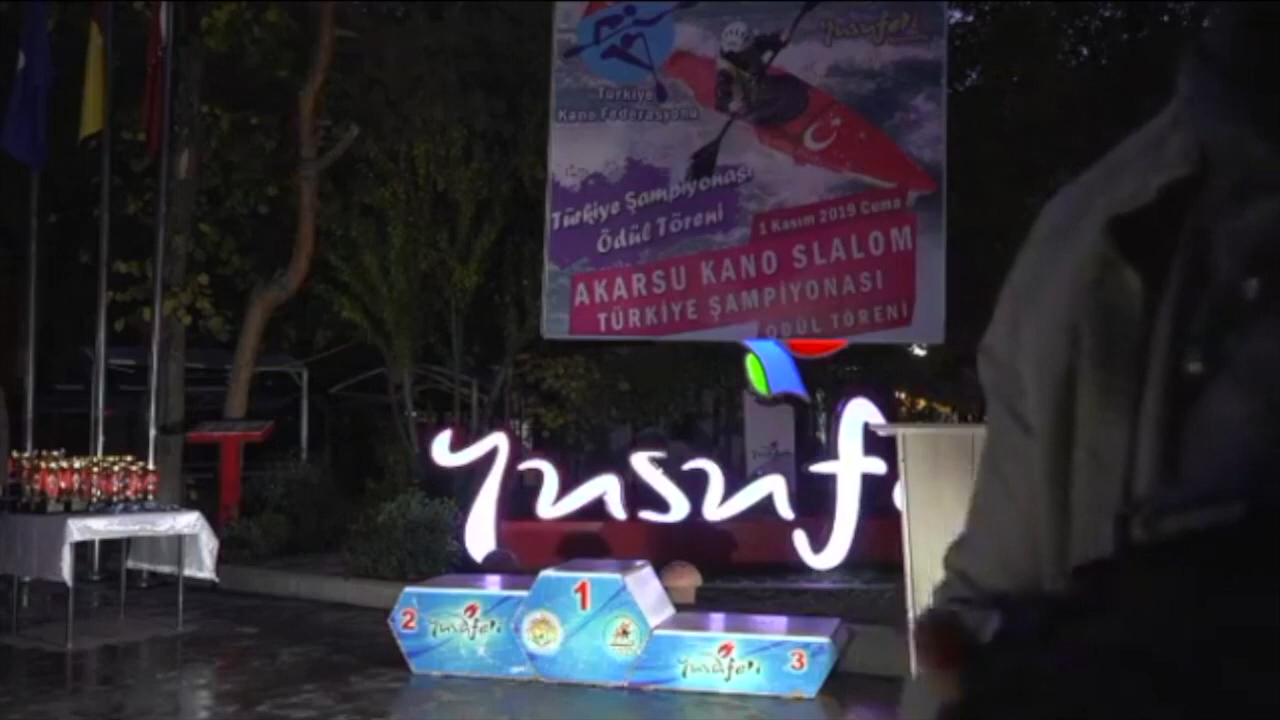 Yusufeli
Türkiye
Kano Federasyonu
Türkiye Şampiyonası
Ödül Töreni
1 Kasım 2019 Cuma
AKARSU KANO SLALOM
TÜRKİYE ŞAMPİYONASI
ÖDÜL TÖRENİ
Yusufe
1
2
Yusufeli
Yusufeli
3